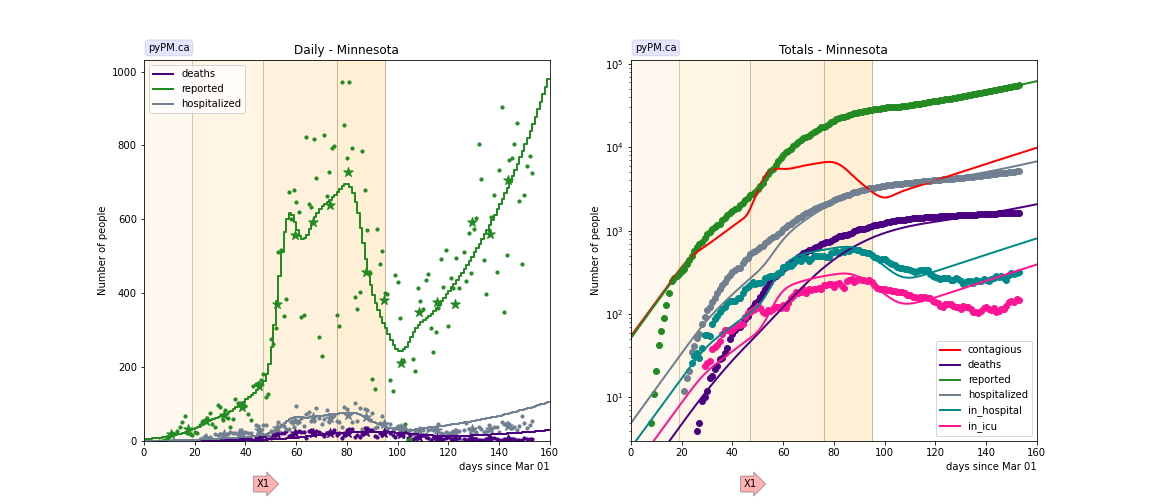 pyPM.ca
Daily - Minnesota
Number of people
1000
800
600
400
200
0
deaths
reported
hospitalized
0 20 40 60 80 100 120 140 160
days since Mar 01
X1
pyPM.ca
Totals - Minnesota
Number of people
10^5
10^4
10^3
10^2
10^1
contagious
deaths
reported
hospitalized
in_hospital
in_icu
0 20 40 60 80 100 120 140 160
days since Mar 01
X1